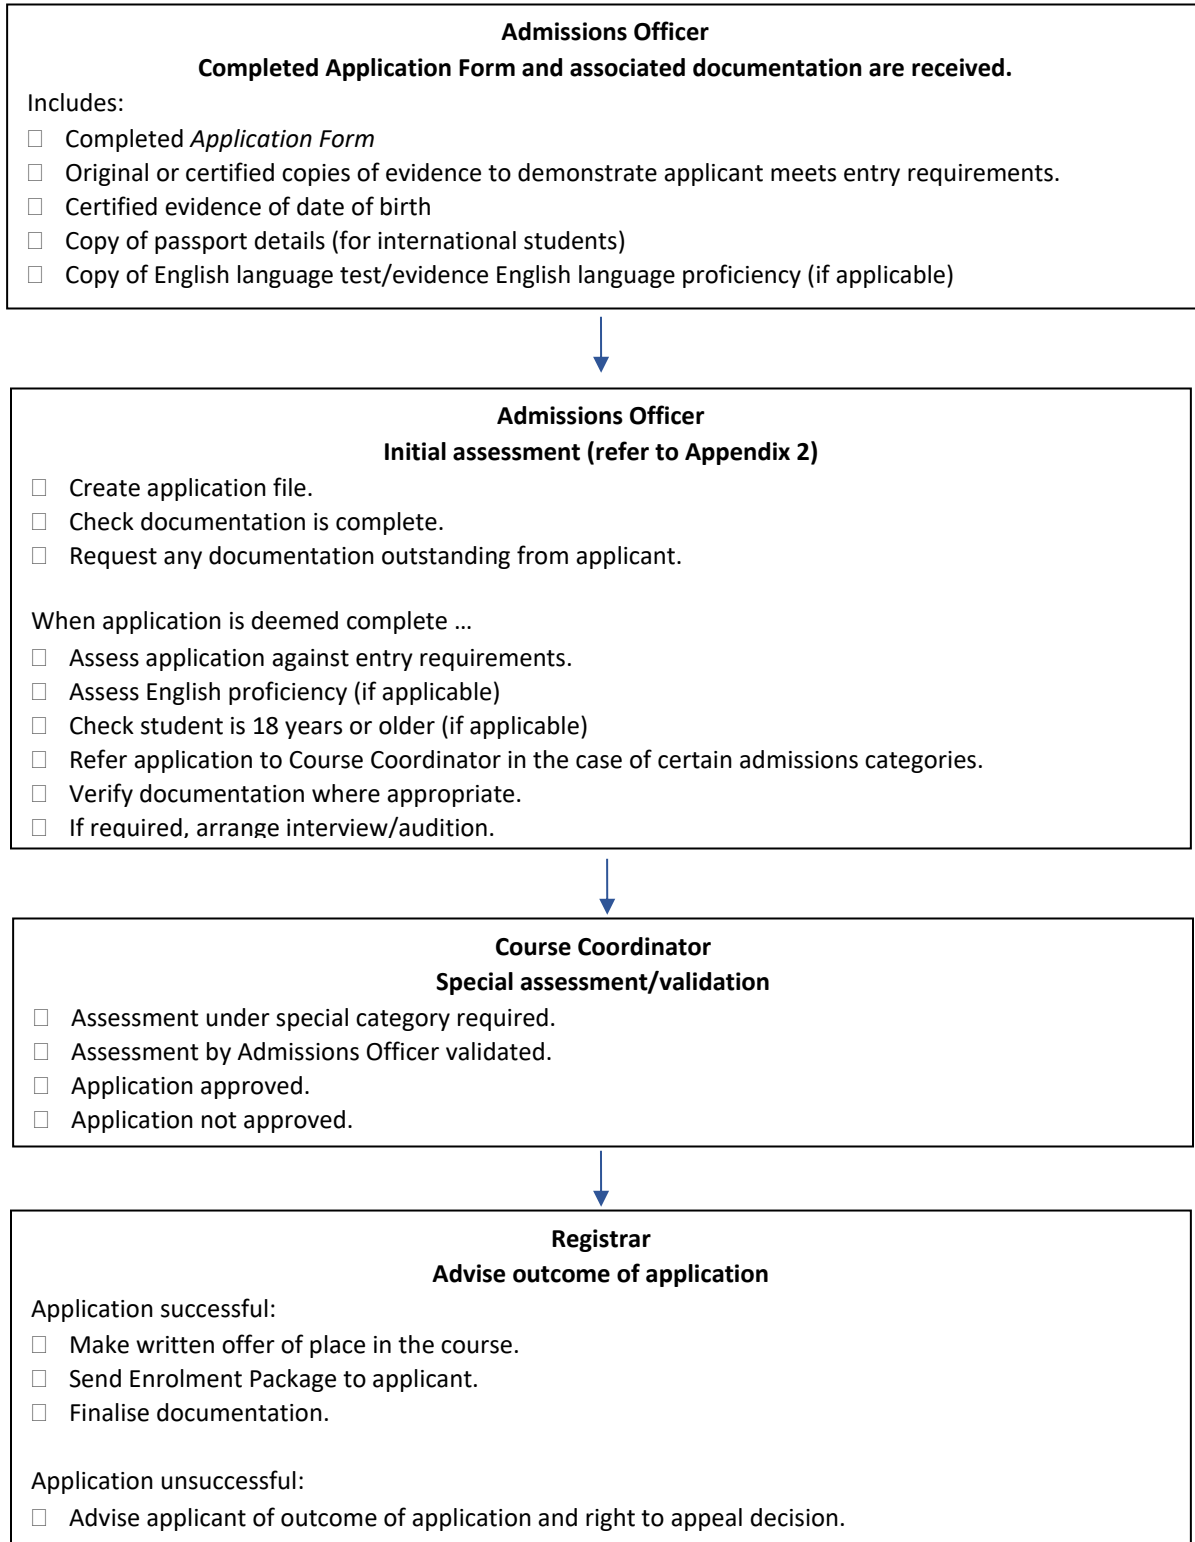 Admissions Officer
Completed Application Form and associated documentation are received.
Includes:
☐ Completed Application Form
☐ Original or certified copies of evidence to demonstrate applicant meets entry requirements.
☐ Certified evidence of date of birth
☐ Copy of passport details (for international students)
☐ Copy of English language test/evidence English language proficiency (if applicable)
Admissions Officer
Initial assessment (refer to Appendix 2)
☐ Create application file.
☐ Check documentation is complete.
☐ Request any documentation outstanding from applicant.
When application is deemed complete …
☐ Assess application against entry requirements.
☐ Assess English proficiency (if applicable)
☐ Check student is 18 years or older (if applicable)
☐ Refer application to Course Coordinator in the case of certain admissions categories.
☐ Verify documentation where appropriate.
☐ If required, arrange interview/audition.
Course Coordinator
Special assessment/validation
☐ Assessment under special category required.
☐ Assessment by Admissions Officer validated.
☐ Application approved.
☐ Application not approved.
Registrar
Advise outcome of application
Application successful:
☐ Make written offer of place in the course.
☐ Send Enrolment Package to applicant.
☐ Finalise documentation.
Application unsuccessful:
☐ Advise applicant of outcome of application and right to appeal decision.